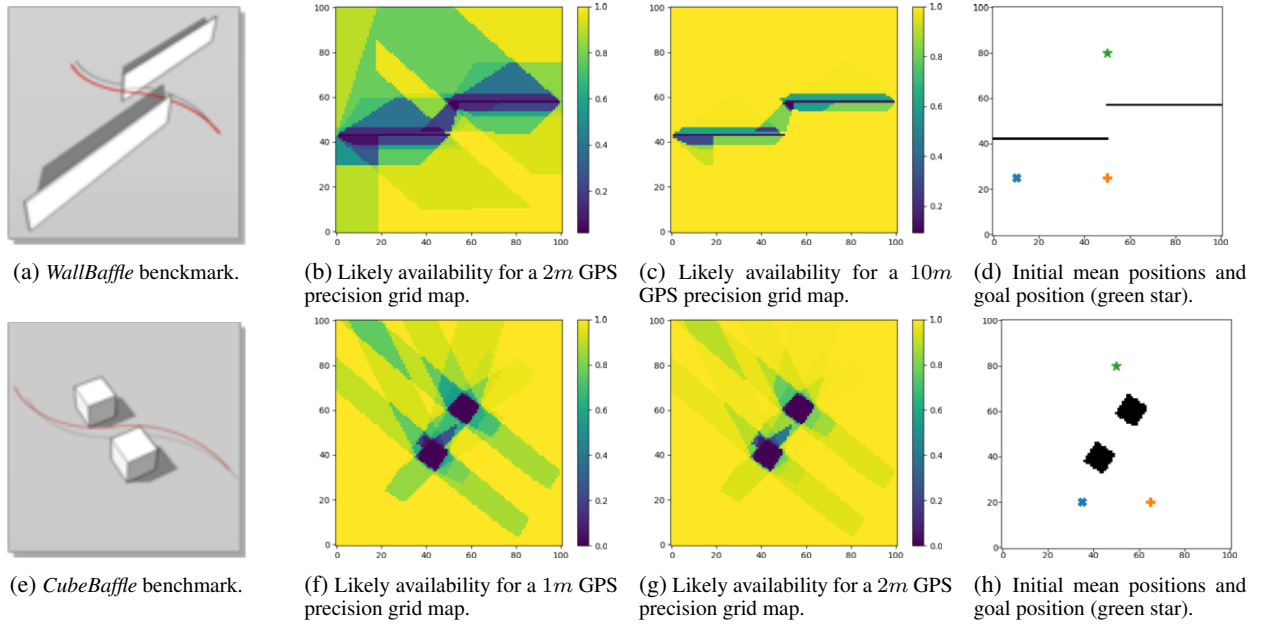 100
80
60
40
20
0
0 20 40 60 80 100
1.0
0.8
0.6
0.4
0.2
100
80
60
40
20
0
0 20 40 60 80 100
1.0
0.8
0.6
0.4
0.2
100
80
60
40
20
0
0 20 40 60 80 100
(a) WallBaffle benckmark.
(b) Likely availability for a 2m GPS
precision grid map.
(c) Likely availability for a 10m
GPS precision grid map.
(d) Initial mean positions and
goal position (green star).
100
80
60
40
20
0
0 20 40 60 80 100
1.0
0.8
0.6
0.4
0.2
0.0
100
80
60
40
20
0
0 20 40 60 80 100
1.0
0.8
0.6
0.4
0.2
0.0
100
80
60
40
20
0
0 20 40 60 80 100
(e) CubeBaffle benchmark.
(f) Likely availability for a 1m GPS
precision grid map.
(g) Likely availability for a 2m GPS
precision grid map.
(h) Initial mean positions and
goal position (green star).